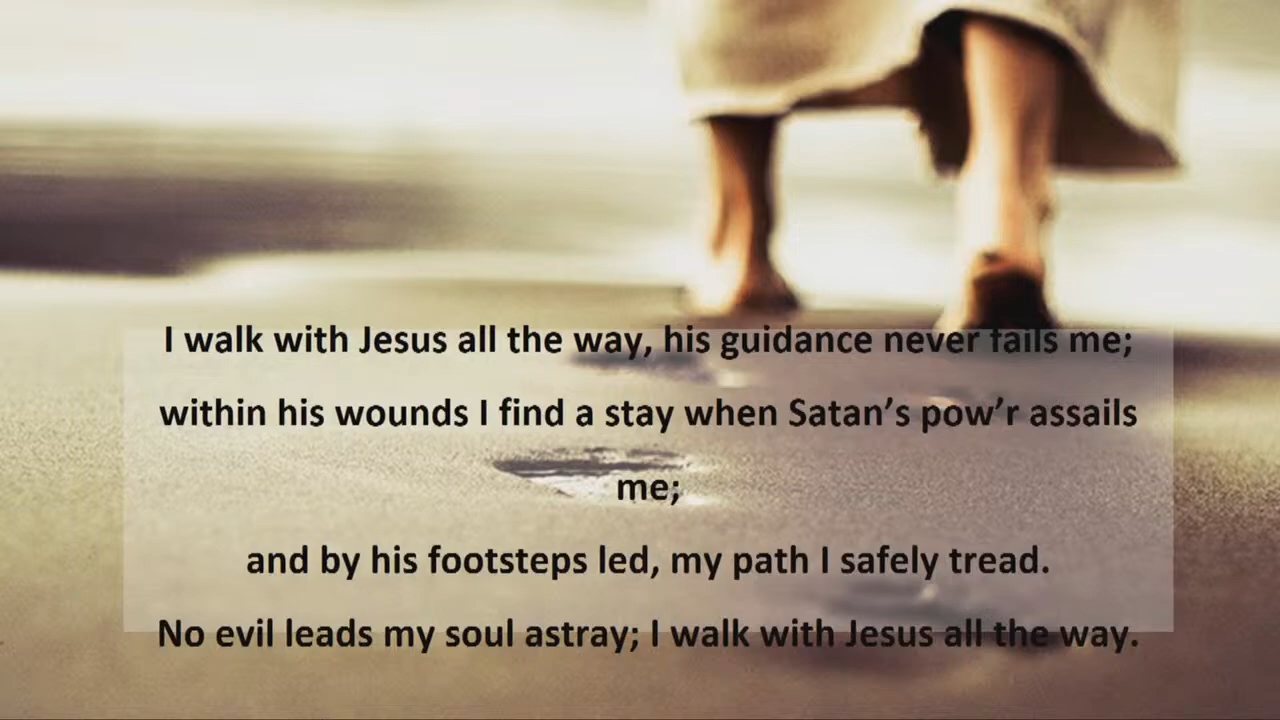 I walk with Jesus all the way, his guidance never fails me;
within his wounds I find a stay when Satan’s pow’r assails
me;
and by his footsteps led, my path I safely tread.
No evil leads my soul astray; I walk with Jesus all the way.